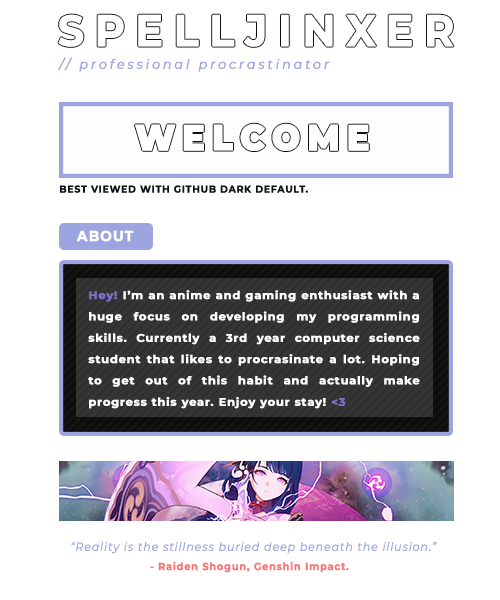 SPELLJINXER
// professional procrastinator
WELCOME
BEST VIEWED WITH GITHUB DARK DEFAULT.
ABOUT
Hey! I'm an anime and gaming enthusiast with a
huge focus on developing my programming
skills. Currently a 3rd year computer science
student that likes to procrasinate a lot. Hoping
to get out of this habit and actually make
progress this year. Enjoy your stay! <3
“Reality is the stillness buried deep beneath the illusion.”
- Raiden Shogun, Genshin Impact.